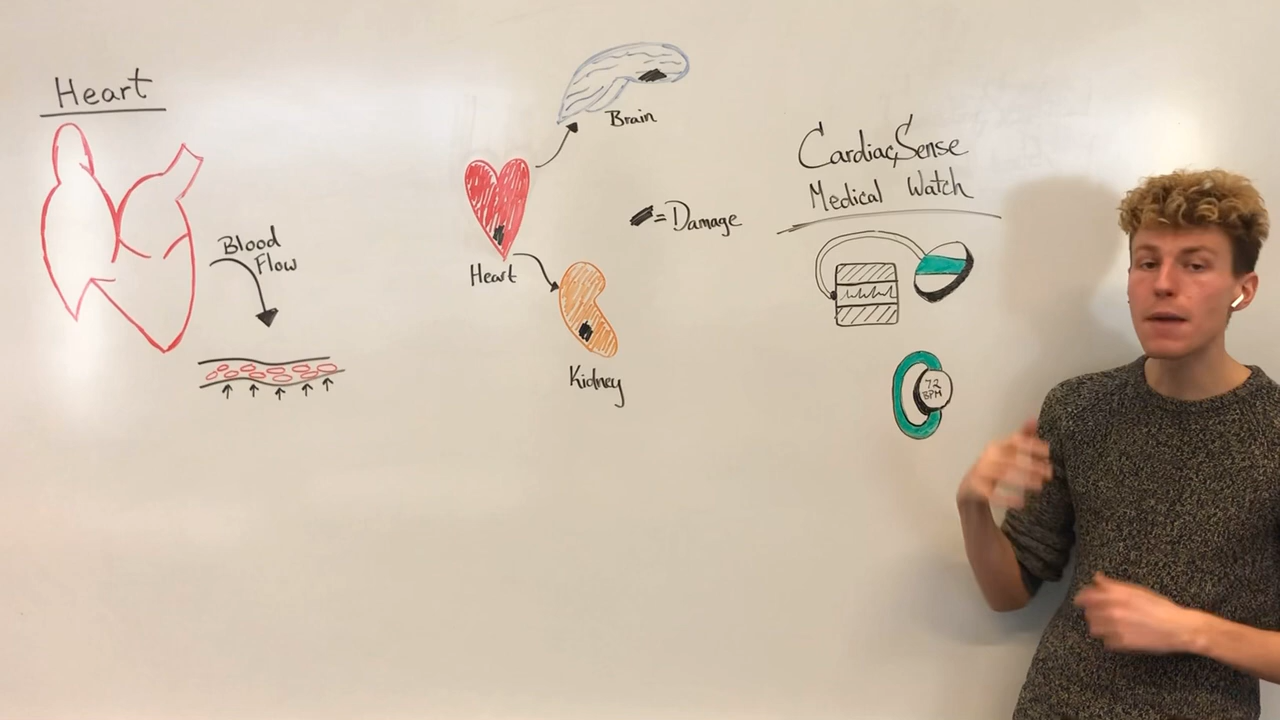 Heart
Blood
Flow
Brain
Heart
= Damage
Kidney
CardiacSense
Medical Watch
72
BPM